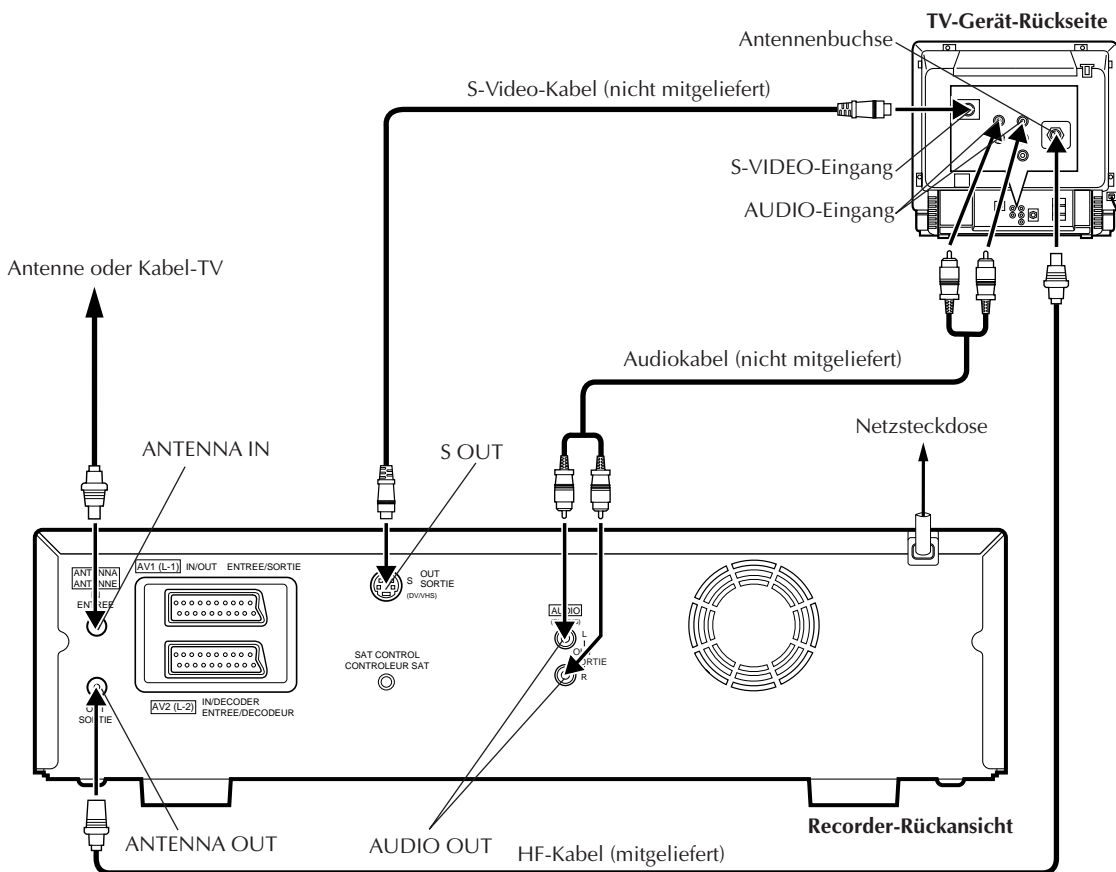 TV-Gerät-Rückseite
Antennenbuchse
S-Video-Kabel (nicht mitgeliefert)
S-VIDEO-Eingang
AUDIO-Eingang
Antenne oder Kabel-TV
Audiokabel (nicht mitgeliefert)
Netzsteckdose
ANTENNA IN
S OUT
AV1 (L-1) IN/OUT ENTREE/SORTIE
ANTENNA
ANTENNE
ENTREE
S OUT
SORTIE
(DV/VHS)
AUDIO
L
SORTIE
R
SAT CONTROL
CONTROLEUR SAT
SORTIE
AV2 (L-2) IN/DECODER
ENTREE/DECODEUR
Recorder-Rückansicht
ANTENNA OUT
AUDIO OUT
HF-Kabel (mitgeliefert)